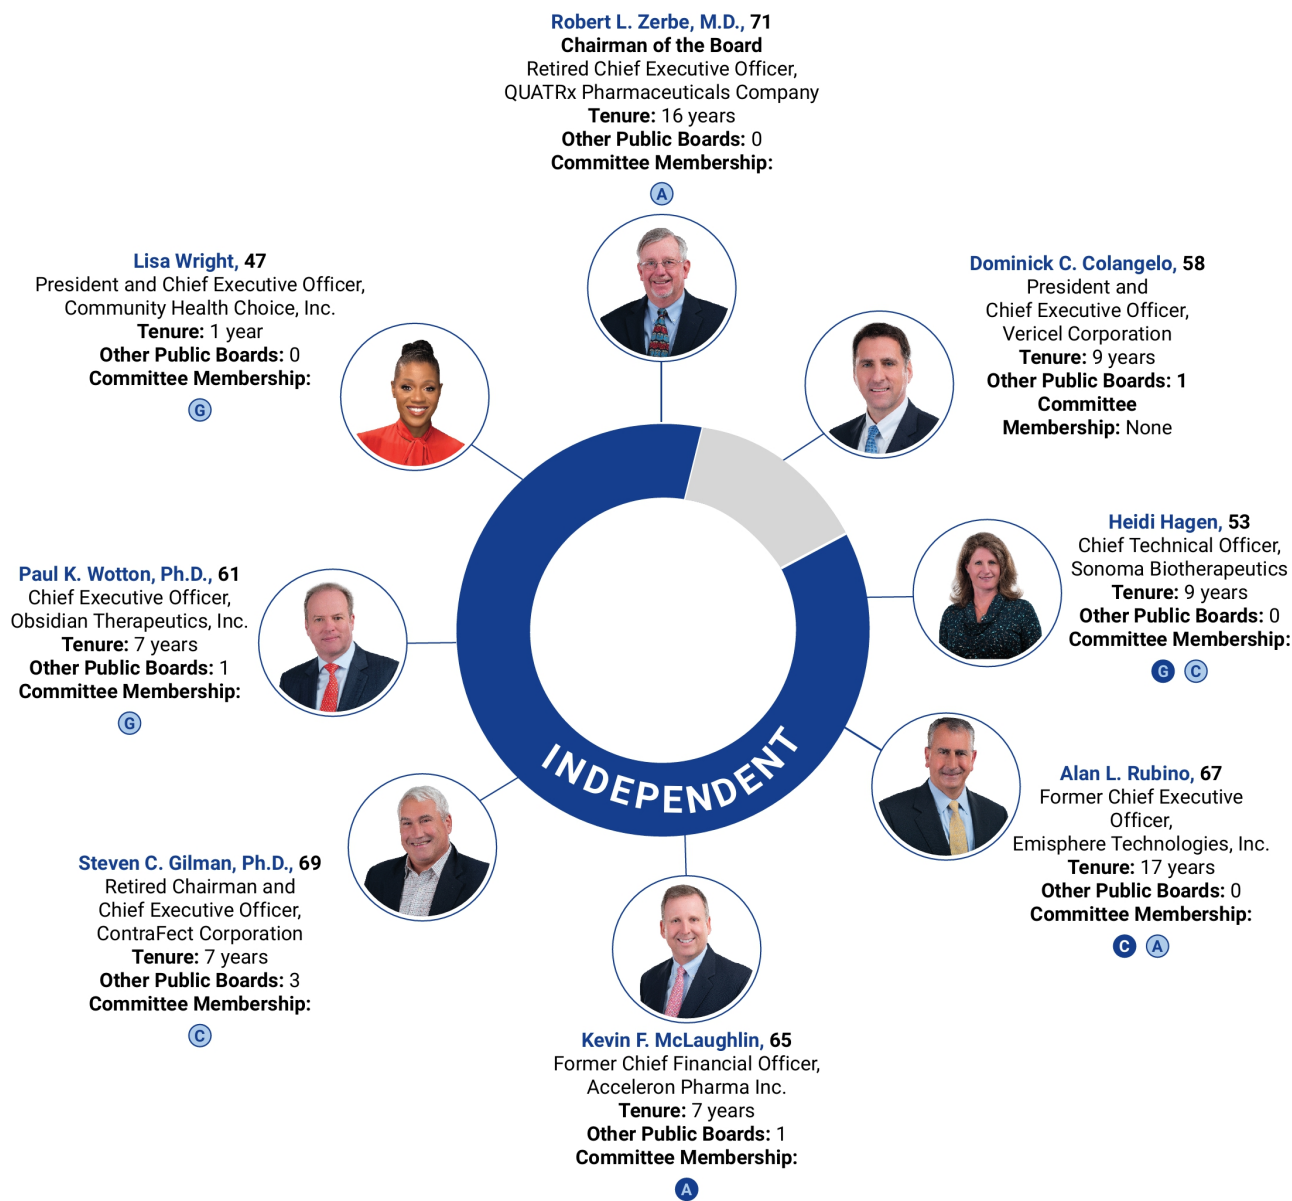 Robert L. Zerbe, M.D., 71
Chairman of the Board
Retired Chief Executive Officer,
QUATRx Pharmaceuticals Company
Tenure: 16 years
Other Public Boards: 0
Committee Membership:
A
Dominick C. Colangelo, 58
President and
Chief Executive Officer,
Vericel Corporation
Tenure: 9 years
Other Public Boards: 1
Committee
Membership: None
Heidi Hagen, 53
Chief Technical Officer,
Sonoma Biotherapeutics
Tenure: 9 years
Other Public Boards: 0
Committee Membership:
G C
Alan L. Rubino, 67
Former Chief Executive
Officer,
Emisphere Technologies, Inc.
Tenure: 17 years
Other Public Boards: 0
Committee Membership:
C A
Kevin F. McLaughlin, 65
Former Chief Financial Officer,
Acceleron Pharma Inc.
Tenure: 7 years
Other Public Boards: 1
Committee Membership:
A
Steven C. Gilman, Ph.D., 69
Retired Chairman and
Chief Executive Officer,
ContraFect Corporation
Tenure: 7 years
Other Public Boards: 3
Committee Membership:
C
Paul K. Wotton, Ph.D., 61
Chief Executive Officer,
Obsidian Therapeutics, Inc.
Tenure: 7 years
Other Public Boards: 1
Committee Membership:
G
Lisa Wright, 47
President and Chief Executive Officer,
Community Health Choice, Inc.
Tenure: 1 year
Other Public Boards: 0
Committee Membership:
G
INDEPENDENT